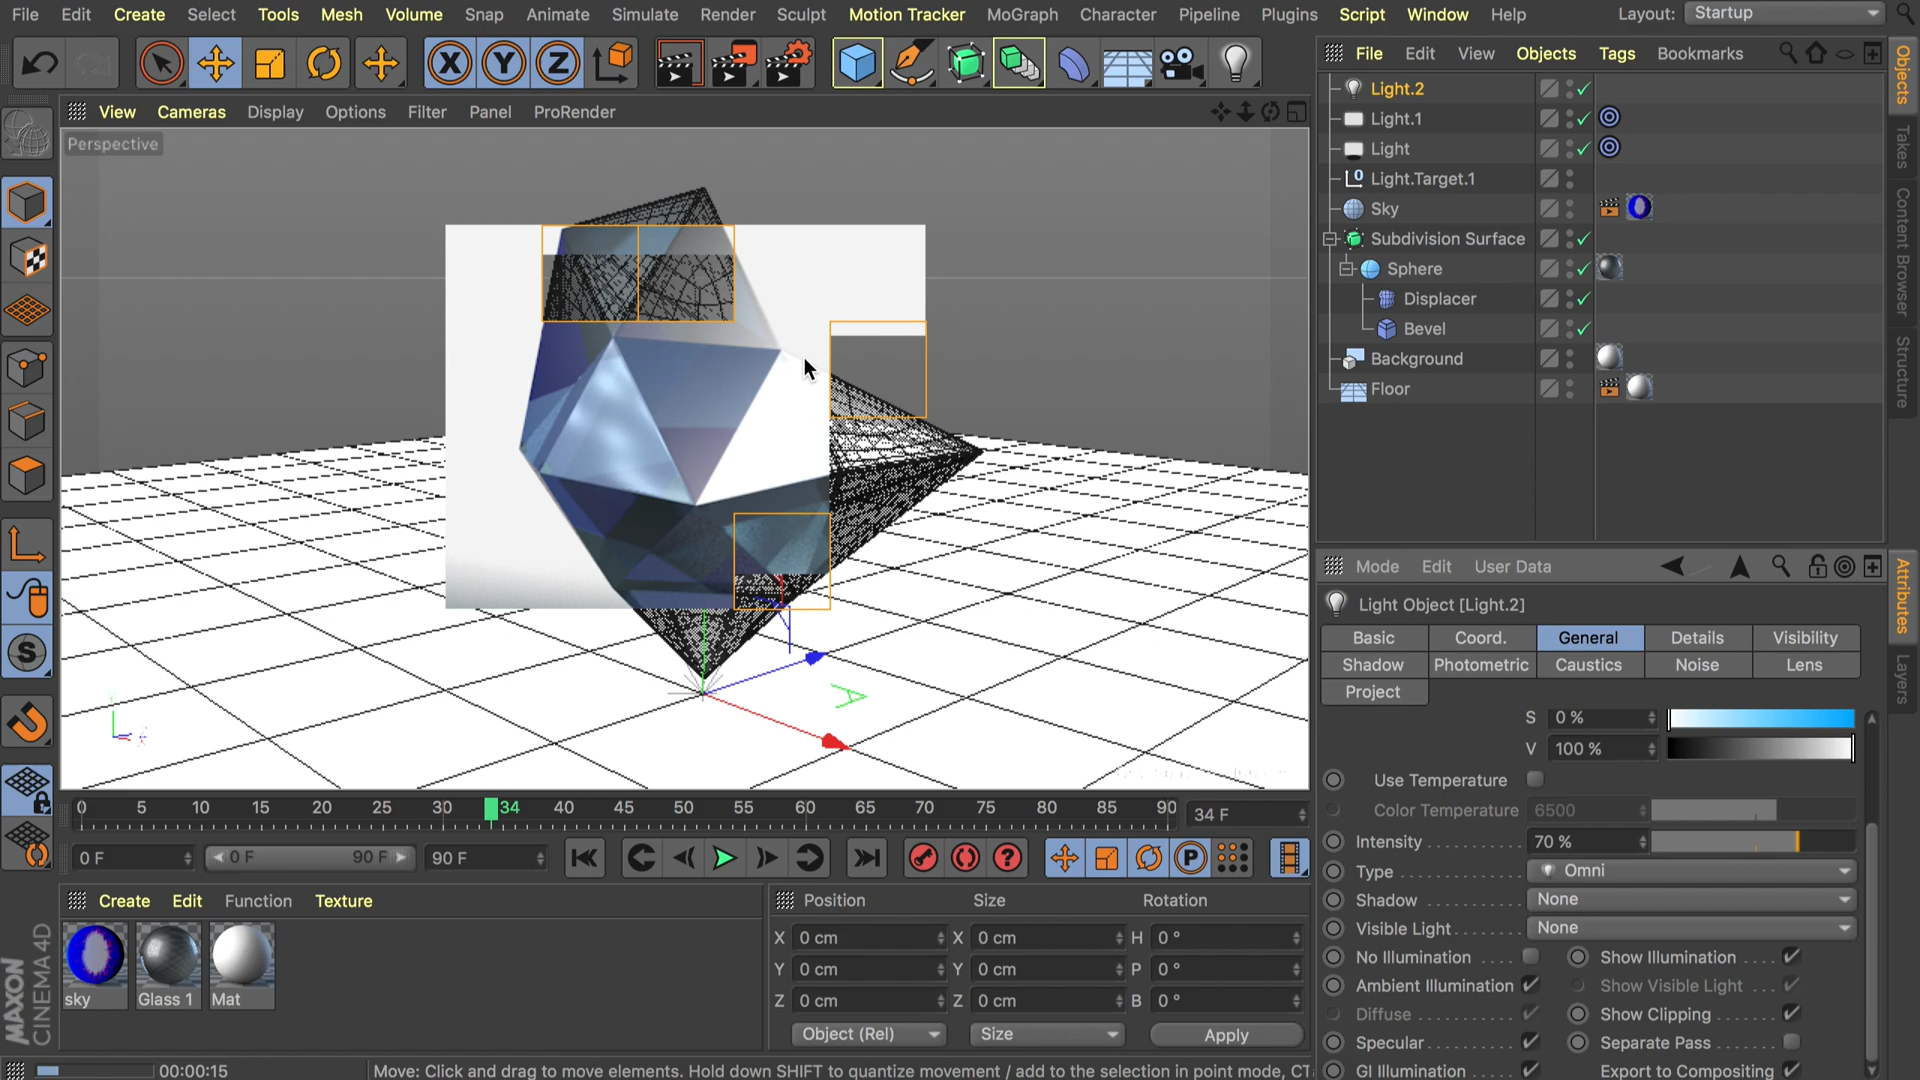 File Edit Create Select Tools Mesh Volume Snap Animate Simulate Render Sculpt Motion Tracker MoGraph Character Pipeline Plugins Script Window Help Layout: Startup
X Y Z
File Edit View Objects Tags Bookmarks
Objects
Takes
Content Browser
Structure
View Cameras Display Options Filter Panel ProRender
Perspective
Light.2
Light.1
Light
Light.Target.1
Sky
Subdivision Surface
Sphere
Displacer
Bevel
Background
Floor
Mode Edit User Data
Attributes
Layers
Light Object [Light.2]
Basic Coord. General Details Visibility
Shadow Photometric Caustics Noise Lens
Project
S 0 %
V 100 %
Use Temperature
Color Temperature 6500
Intensity 70 %
Type Omni
Shadow None
Visible Light None
No Illumination Show Illumination
Ambient Illumination Show Visible Light
Diffuse Show Clipping
Specular Separate Pass
GI Illumination Export to Compositing
0 5 10 15 20 25 30 34 40 45 50 55 60 65 70 75 80 85 90 34 F
0 F 0 F 90 F 90 F
P
Create Edit Function Texture
Position Size Rotation
X 0 cm X 0 cm H 0 °
Y 0 cm Y 0 cm P 0 °
Z 0 cm Z 0 cm B 0 °
Object (Rel) Size Apply
sky Glass 1 Mat
MAXON
CINEMA 4D
00:00:15 Move: Click and drag to move elements. Hold down SHIFT to quantize movement / add to the selection in point mode, CT